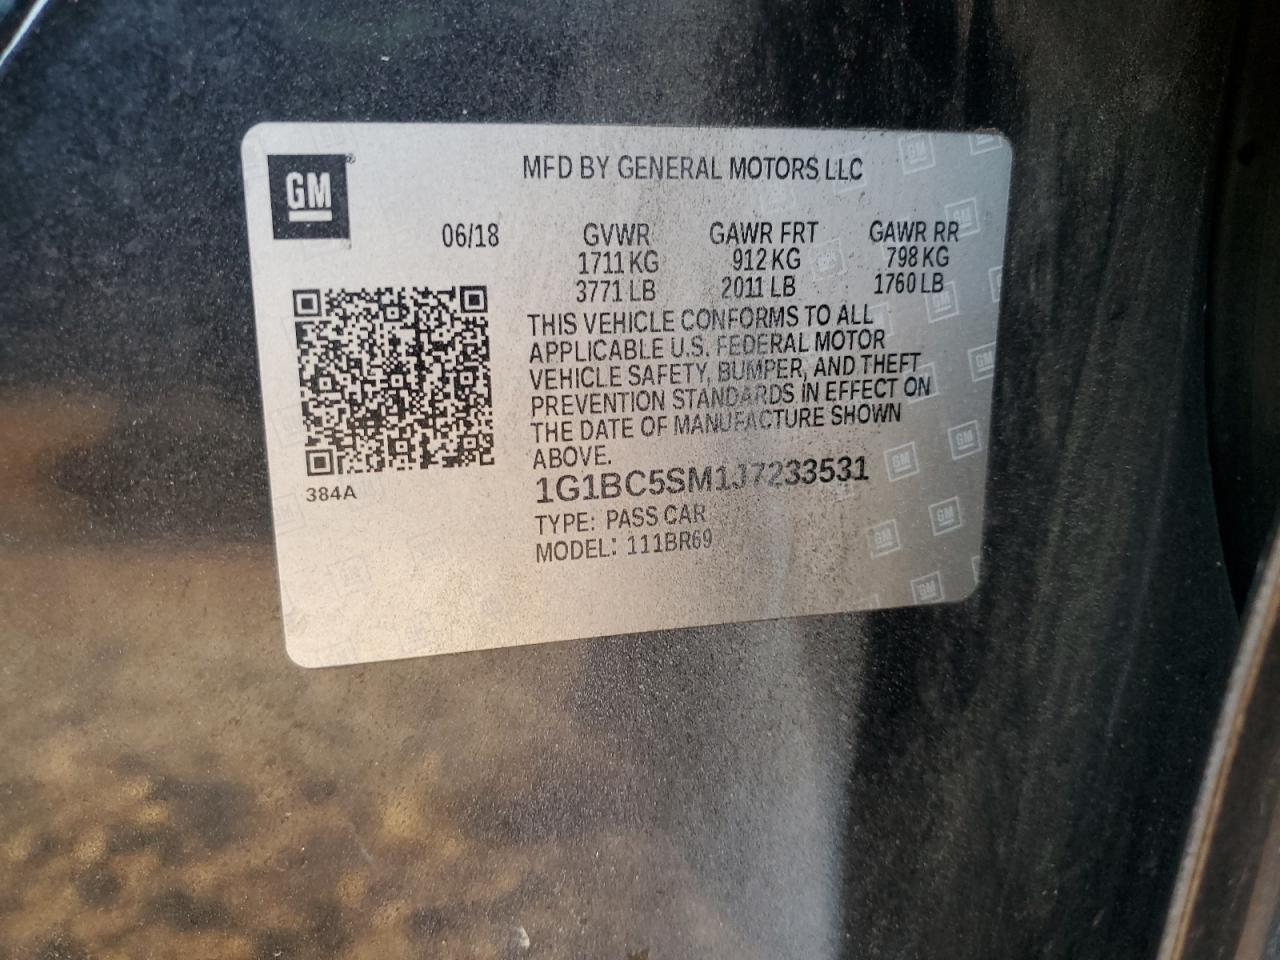 GM
MFD BY GENERAL MOTORS LLC
06/18 GVWR GAWR FRT GAWR RR
1711 KG 912 KG 798 KG
3771 LB 2011 LB 1760 LB
THIS VEHICLE CONFORMS TO ALL
APPLICABLE U.S. FEDERAL MOTOR
VEHICLE SAFETY, BUMPER, AND THEFT
PREVENTION STANDARDS IN EFFECT ON
THE DATE OF MANUFACTURE SHOWN
ABOVE.
384A
1G1BC5SM1J7233531
TYPE: PASS CAR
MODEL: 111BR69